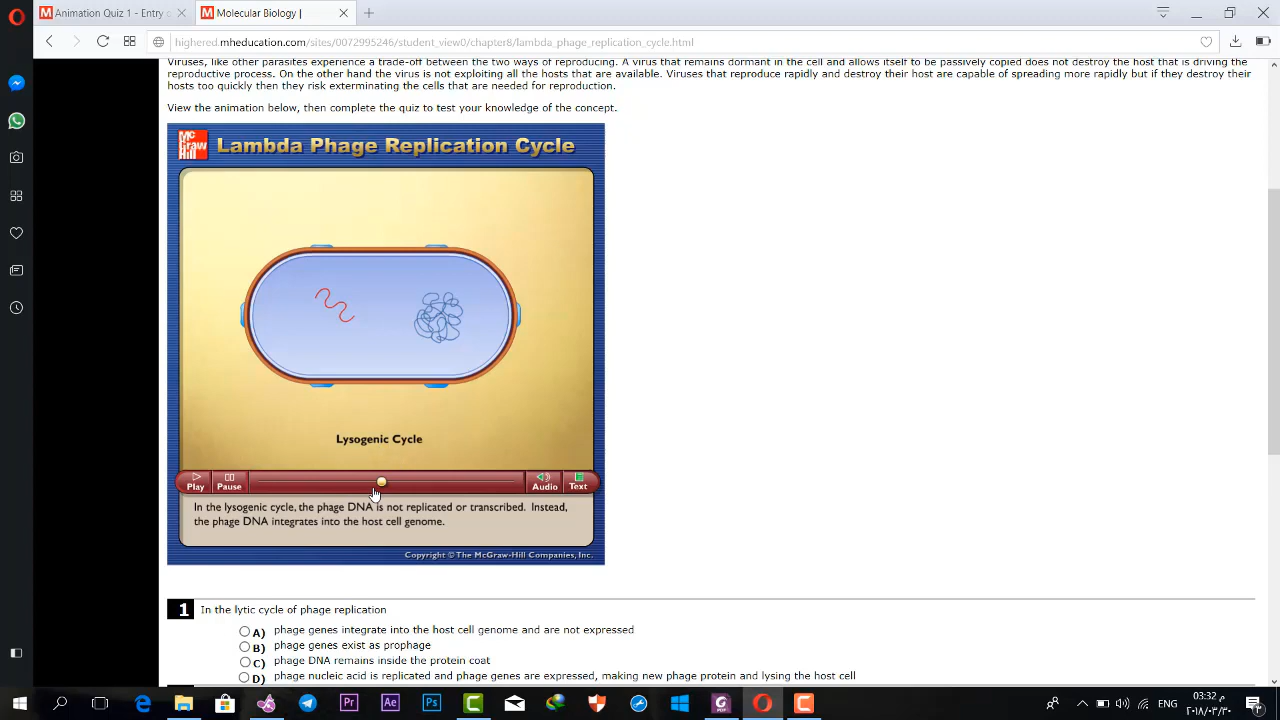 Animation Quiz 1 - Entry
Molecular Biology |
highered.mheducation.com/sites/0072995246/student_view0/chapter8/lambda_phage_replication_cycle.html
Viruses, like other parasites experience a trade-off between the two ways of reproducing. A virus that remains dormant in the cell and allows itself to be passively copied does not destroy the host that is driving the
reproductive process. On the other hand the virus is not exploiting all the hosts that are available. Viruses that reproduce rapidly and destroy their host are capable of spreading more rapidly but if they destroy their
hosts too quickly then the risk exterminating the cells that are needed for reproduction.
View the animation below, then complete the quiz to test your knowledge of the concept.
Mc Graw Hill
Lambda Phage Replication Cycle
Lysogenic Cycle
Play Pause Audio Text
In the lysogenic cycle, the phage DNA is not replicated or transcribed. Instead,
the phage DNA integrates into the host cell genome.
Copyright © The McGraw-Hill Companies, Inc.
1 In the lytic cycle of phage replication
A) phage genes integrate into the host cell genome and are not expressed
B) phage genes exist as prophage
C) phage DNA remains inside the protein coat
D) phage nucleic acid is replicated and phage genes are expressed, making new phage protein and lysing the host cell
Pr Ae Ps
03:32